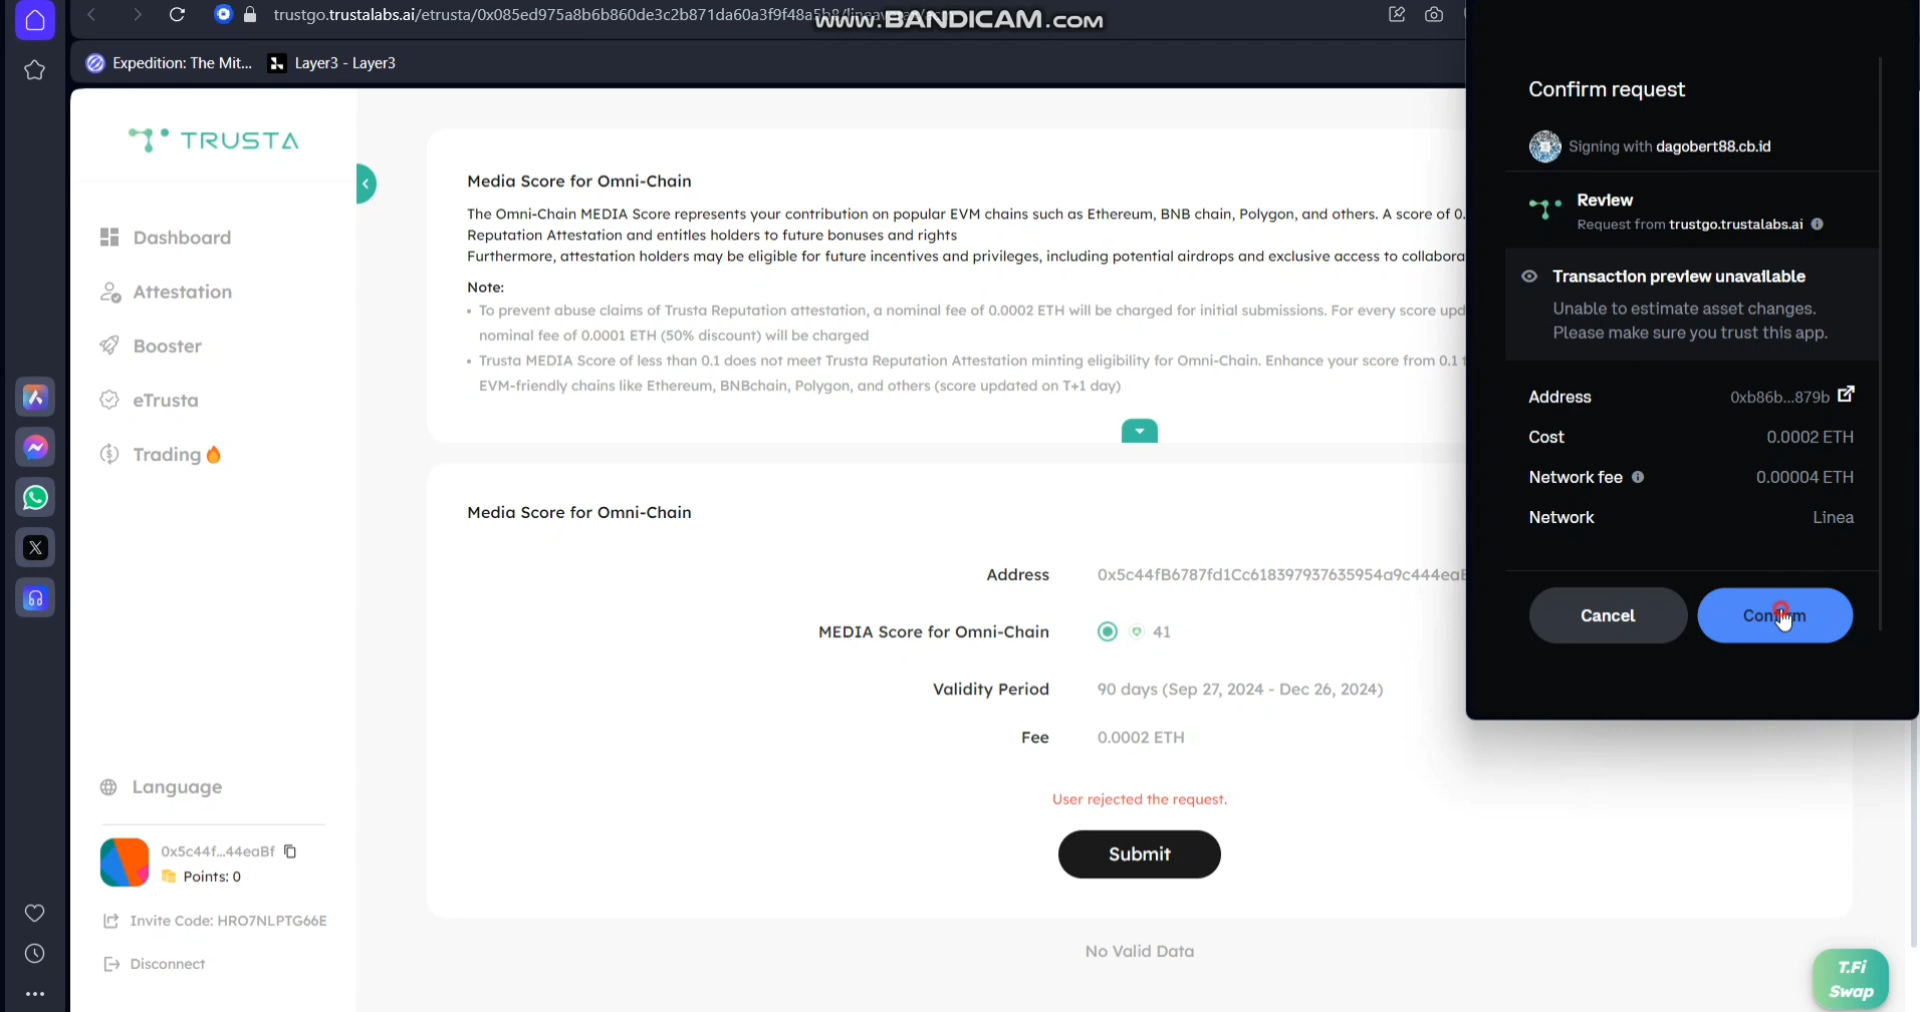 trustgo.trustalabs.ai/etrusta/0x085ed975a8b6b860de3c2b871da60a3f9f48a5b8/
www.BANDICAM.com
Expedition: The Mit...
Layer3 - Layer3
TRUSTA
Dashboard
Attestation
Booster
eTrusta
Trading
Language
0x5c44f...44eaBf
Points: 0
Invite Code: HRO7NLPTG66E
Disconnect
Media Score for Omni-Chain
The Omni-Chain MEDIA Score represents your contribution on popular EVM chains such as Ethereum, BNB chain, Polygon, and others. A score of 0.
Reputation Attestation and entitles holders to future bonuses and rights
Furthermore, attestation holders may be eligible for future incentives and privileges, including potential airdrops and exclusive access to collabora
Note:
• To prevent abuse claims of Trusta Reputation attestation, a nominal fee of 0.0002 ETH will be charged for initial submissions. For every score upd
nominal fee of 0.0001 ETH (50% discount) will be charged
• Trusta MEDIA Score of less than 0.1 does not meet Trusta Reputation Attestation minting eligibility for Omni-Chain. Enhance your score from 0.1 t
EVM-friendly chains like Ethereum, BNBchain, Polygon, and others (score updated on T+1 day)
Media Score for Omni-Chain
Address 0x5c44fB6787fd1Cc618397937635954a9c444ea
MEDIA Score for Omni-Chain 41
Validity Period 90 days (Sep 27, 2024 - Dec 26, 2024)
Fee 0.0002 ETH
User rejected the request.
Submit
No Valid Data
T.Fi
Swap
Confirm request
Signing with dagobert88.cb.id
Review
Request from trustgo.trustalabs.ai
Transaction preview unavailable
Unable to estimate asset changes.
Please make sure you trust this app.
Address 0xb86b...879b
Cost 0.0002 ETH
Network fee 0.00004 ETH
Network Linea
Cancel
Confirm